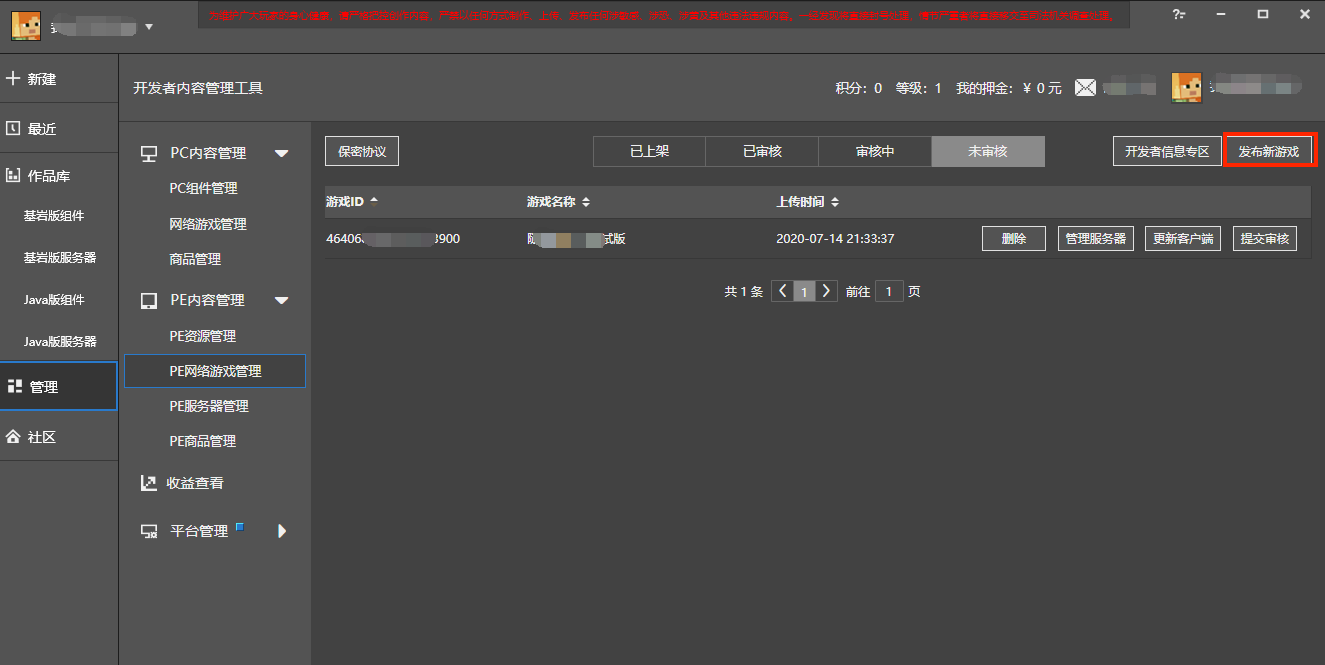 新建
最近
作品库
基岩版组件
基岩版服务器
Java版组件
Java版服务器
管理
社区
开发者内容管理工具
积分：0 等级：1 我的押金：¥ 0 元
PC内容管理
PC组件管理
网络游戏管理
商品管理
PE内容管理
PE资源管理
PE网络游戏管理
PE服务器管理
PE商品管理
收益查看
平台管理
保密协议 已上架 已审核 审核中 未审核 开发者信息专区 发布新游戏
游戏ID 游戏名称 上传时间
46406 3900 试版 2020-07-14 21:33:37 删除 管理服务器 更新客户端 提交审核
共 1 条 1 前往 1 页